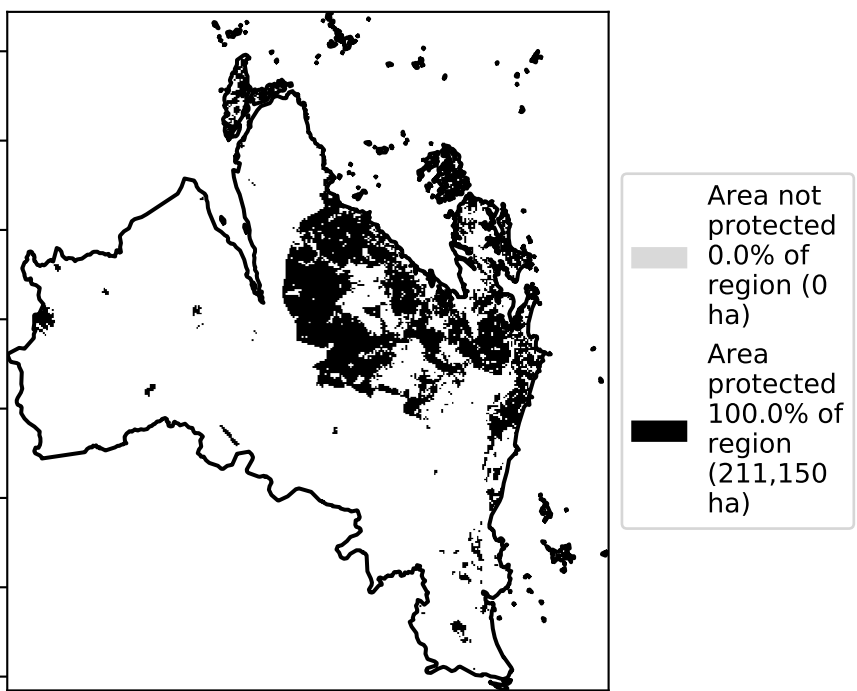 Area not
protected
0.0% of
region (0
ha)
Area
protected
100.0% of
region
(211,150
ha)